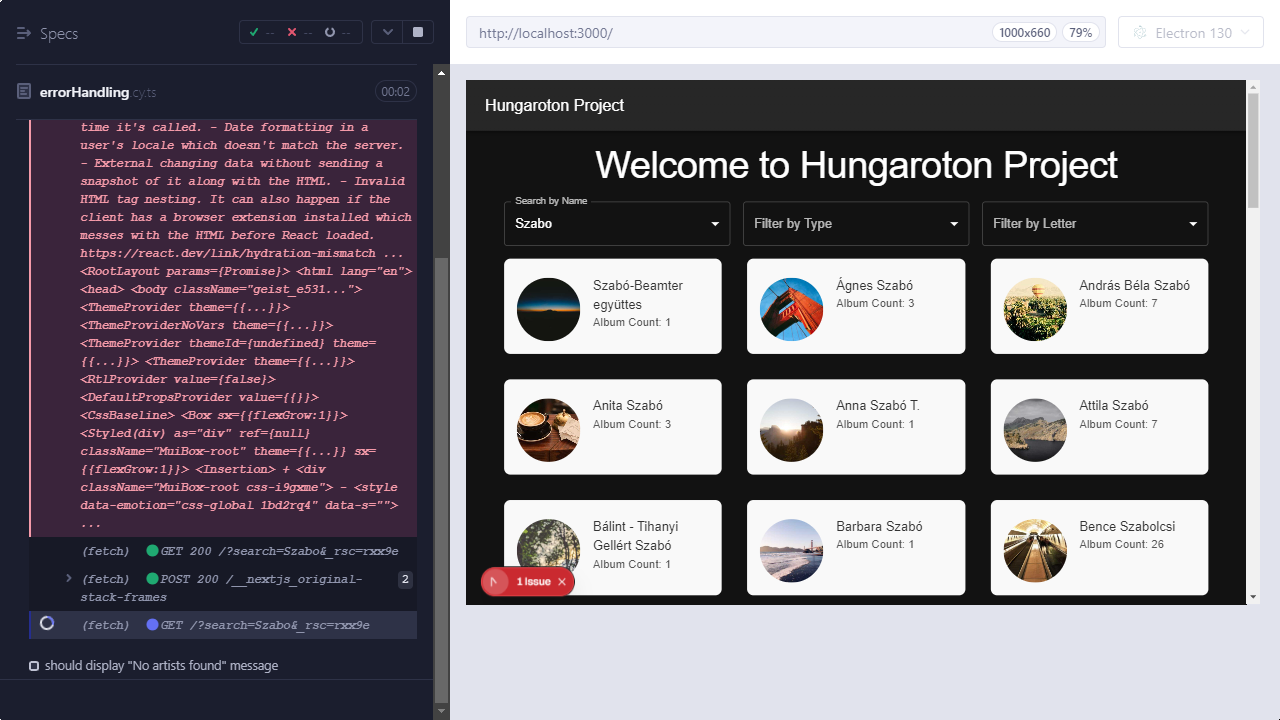 Specs
--
--
--
errorHandling.cy.ts
00:02
time it's called. - Date formatting in a
user's locale which doesn't match the server.
- External changing data without sending a
snapshot of it along with the HTML. - Invalid
HTML tag nesting. It can also happen if the
client has a browser extension installed which
messes with the HTML before React loaded.
https://react.dev/link/hydration-mismatch ...
<RootLayout params={Promise}> <html lang="en">
<head> <body className="geist_e531...">
<ThemeProvider theme={{...}}>
<ThemeProviderNoVars theme={{...}}>
<ThemeProvider themeId={undefined} theme=
{{...}}> <ThemeProvider theme={{...}}>
<RtlProvider value={false}>
<DefaultPropsProvider value={{}}>
<CssBaseline> <Box sx={{flexGrow:1}}>
<Styled(div) as="div" ref={null}
className="MuiBox-root" theme={{...}} sx=
{{flexGrow:1}}> <Insertion> + <div
className="MuiBox-root css-i9gxme"> - <style
data-emotion="css-global 1bd2rq4" data-s="">
...
(fetch) GET 200 /?search=Szabo&_rsc=rxx9e
(fetch) POST 200 /__nextjs_original-
stack-frames
2
(fetch) GET /?search=Szabo&_rsc=rxx9e
should display "No artists found" message
http://localhost:3000/
1000x660
79%
Electron 130
Hungaroton Project
Welcome to Hungaroton Project
Search by Name
Szabo
Filter by Type
Filter by Letter
Szabó-Beamter
együttes
Album Count: 1
Ágnes Szabó
Album Count: 3
András Béla Szabó
Album Count: 7
Anita Szabó
Album Count: 3
Anna Szabó T.
Album Count: 1
Attila Szabó
Album Count: 7
Bálint - Tihanyi
Gellért Szabó
Album Count: 1
Barbara Szabó
Album Count: 1
Bence Szabolcsi
Album Count: 26
N
1 Issue